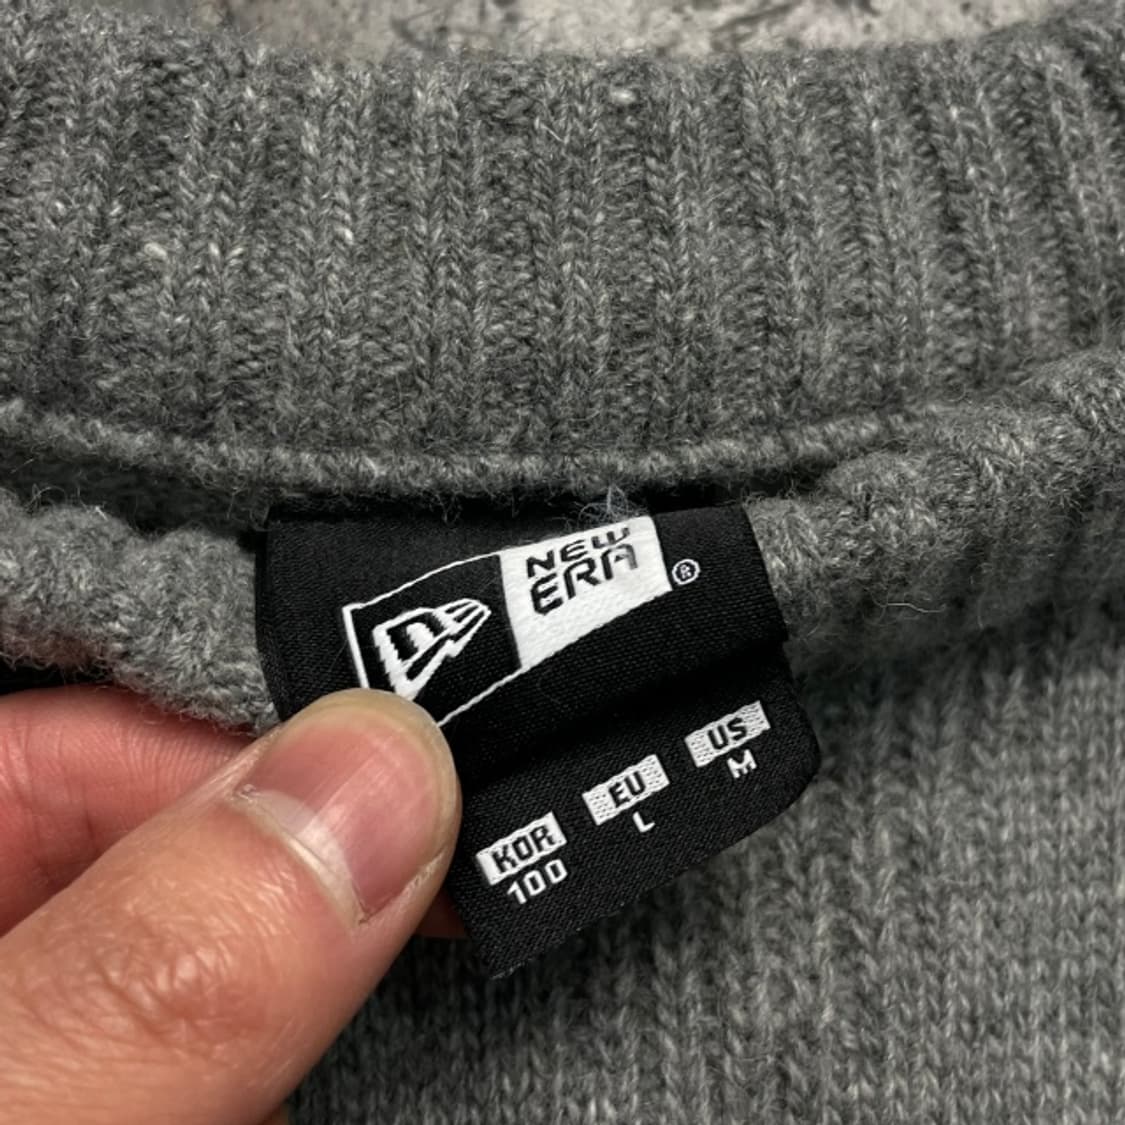 NEW
ERA ®
KOR EU US
100 L M